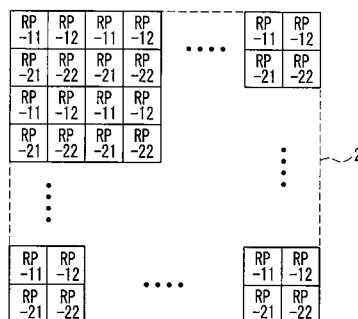 RP -11 RP -12 RP -11 RP -12 RP -11 RP -12
RP -21 RP -22 RP -21 RP -22 RP -21 RP -22
RP -11 RP -12 RP -11 RP -12
RP -21 RP -22 RP -21 RP -22
2
RP -11 RP -12 RP -11 RP -12
RP -21 RP -22 RP -21 RP -22